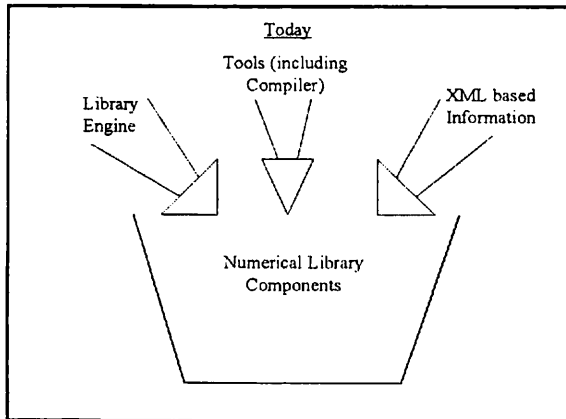 Today
Tools (including
Compiler)
Library
Engine
XML based
Information
Numerical Library
Components